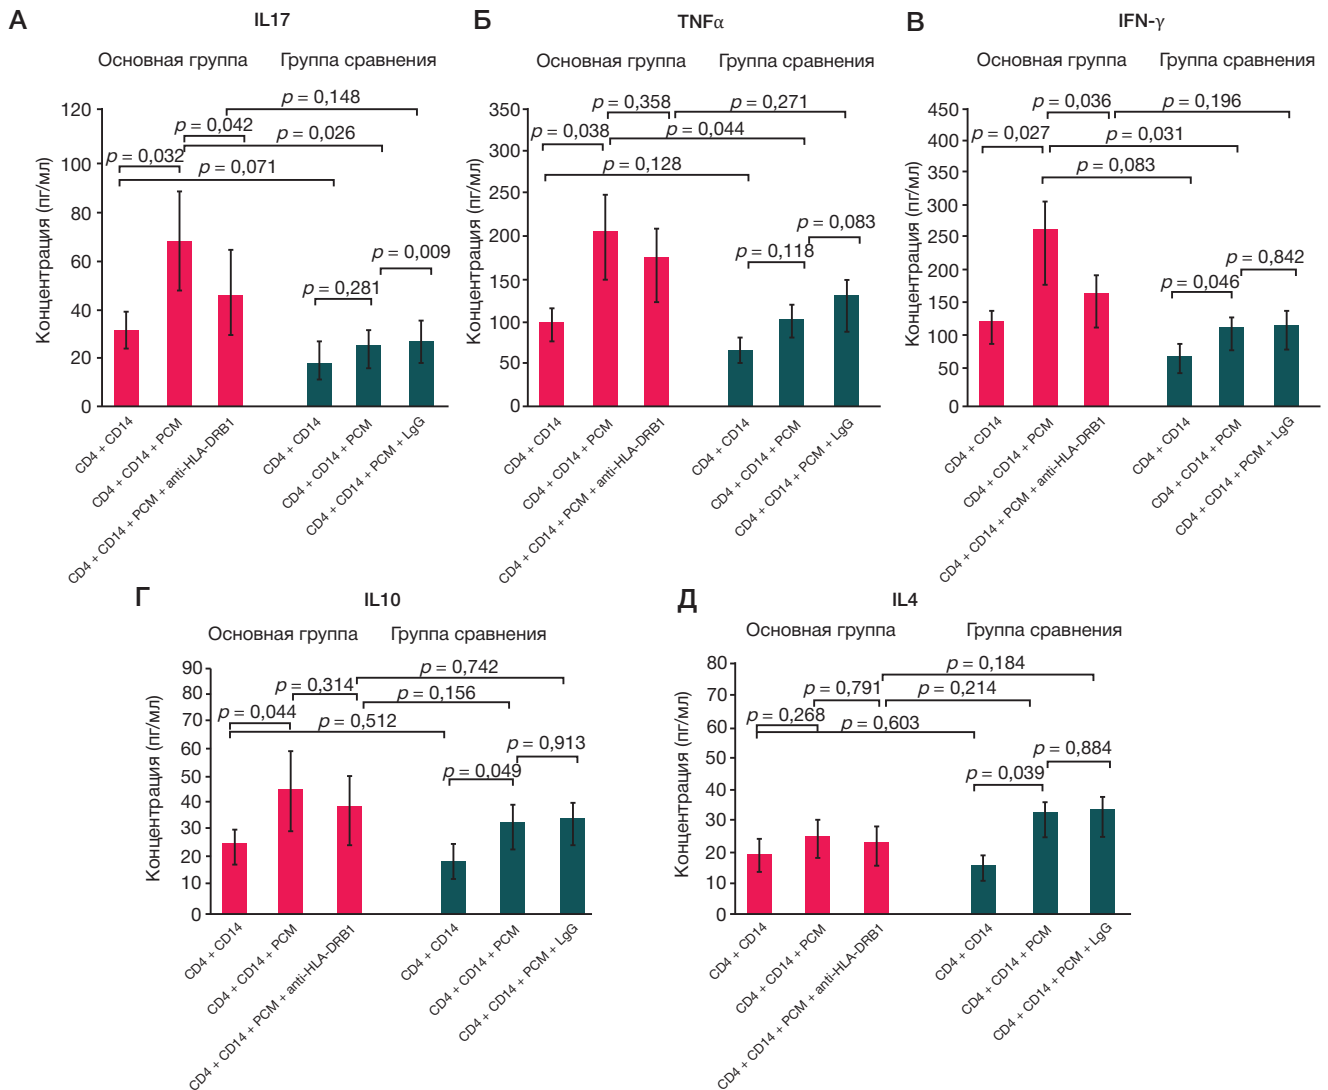 А
IL17
Основная группа
Группа сравнения
Концентрация (пг/мл)
120
100
80
60
40
20
0
p = 0,148
p = 0,042
p = 0,026
p = 0,032
p = 0,071
p = 0,009
p = 0,281
CD4 + CD14
CD4 + CD14 + PCM
CD4 + CD14 + PCM + anti-HLA-DRB1
CD4 + CD14
CD4 + CD14 + PCM
CD4 + CD14 + PCM + LgG
Б
TNFα
Основная группа
Группа сравнения
Концентрация (пг/мл)
350
300
250
200
150
100
50
0
p = 0,358
p = 0,271
p = 0,038
p = 0,044
p = 0,128
p = 0,083
p = 0,118
CD4 + CD14
CD4 + CD14 + PCM
CD4 + CD14 + PCM + anti-HLA-DRB1
CD4 + CD14
CD4 + CD14 + PCM
CD4 + CD14 + PCM + LgG
В
IFN-γ
Основная группа
Группа сравнения
Концентрация (пг/мл)
450
400
350
300
250
200
150
100
50
0
p = 0,036
p = 0,196
p = 0,027
p = 0,031
p = 0,083
p = 0,842
p = 0,046
CD4 + CD14
CD4 + CD14 + PCM
CD4 + CD14 + PCM + anti-HLA-DRB1
CD4 + CD14
CD4 + CD14 + PCM
CD4 + CD14 + PCM + LgG
Г
IL10
Основная группа
Группа сравнения
Концентрация (пг/мл)
90
80
70
60
50
40
30
20
10
0
p = 0,742
p = 0,314
p = 0,156
p = 0,044
p = 0,512
p = 0,913
p = 0,049
CD4 + CD14
CD4 + CD14 + PCM
CD4 + CD14 + PCM + anti-HLA-DRB1
CD4 + CD14
CD4 + CD14 + PCM
CD4 + CD14 + PCM + LgG
Д
IL4
Основная группа
Группа сравнения
Концентрация (пг/мл)
80
70
60
50
40
30
20
10
0
p = 0,184
p = 0,791
p = 0,214
p = 0,268
p = 0,603
p = 0,884
p = 0,039
CD4 + CD14
CD4 + CD14 + PCM
CD4 + CD14 + PCM + anti-HLA-DRB1
CD4 + CD14
CD4 + CD14 + PCM
CD4 + CD14 + PCM + LgG